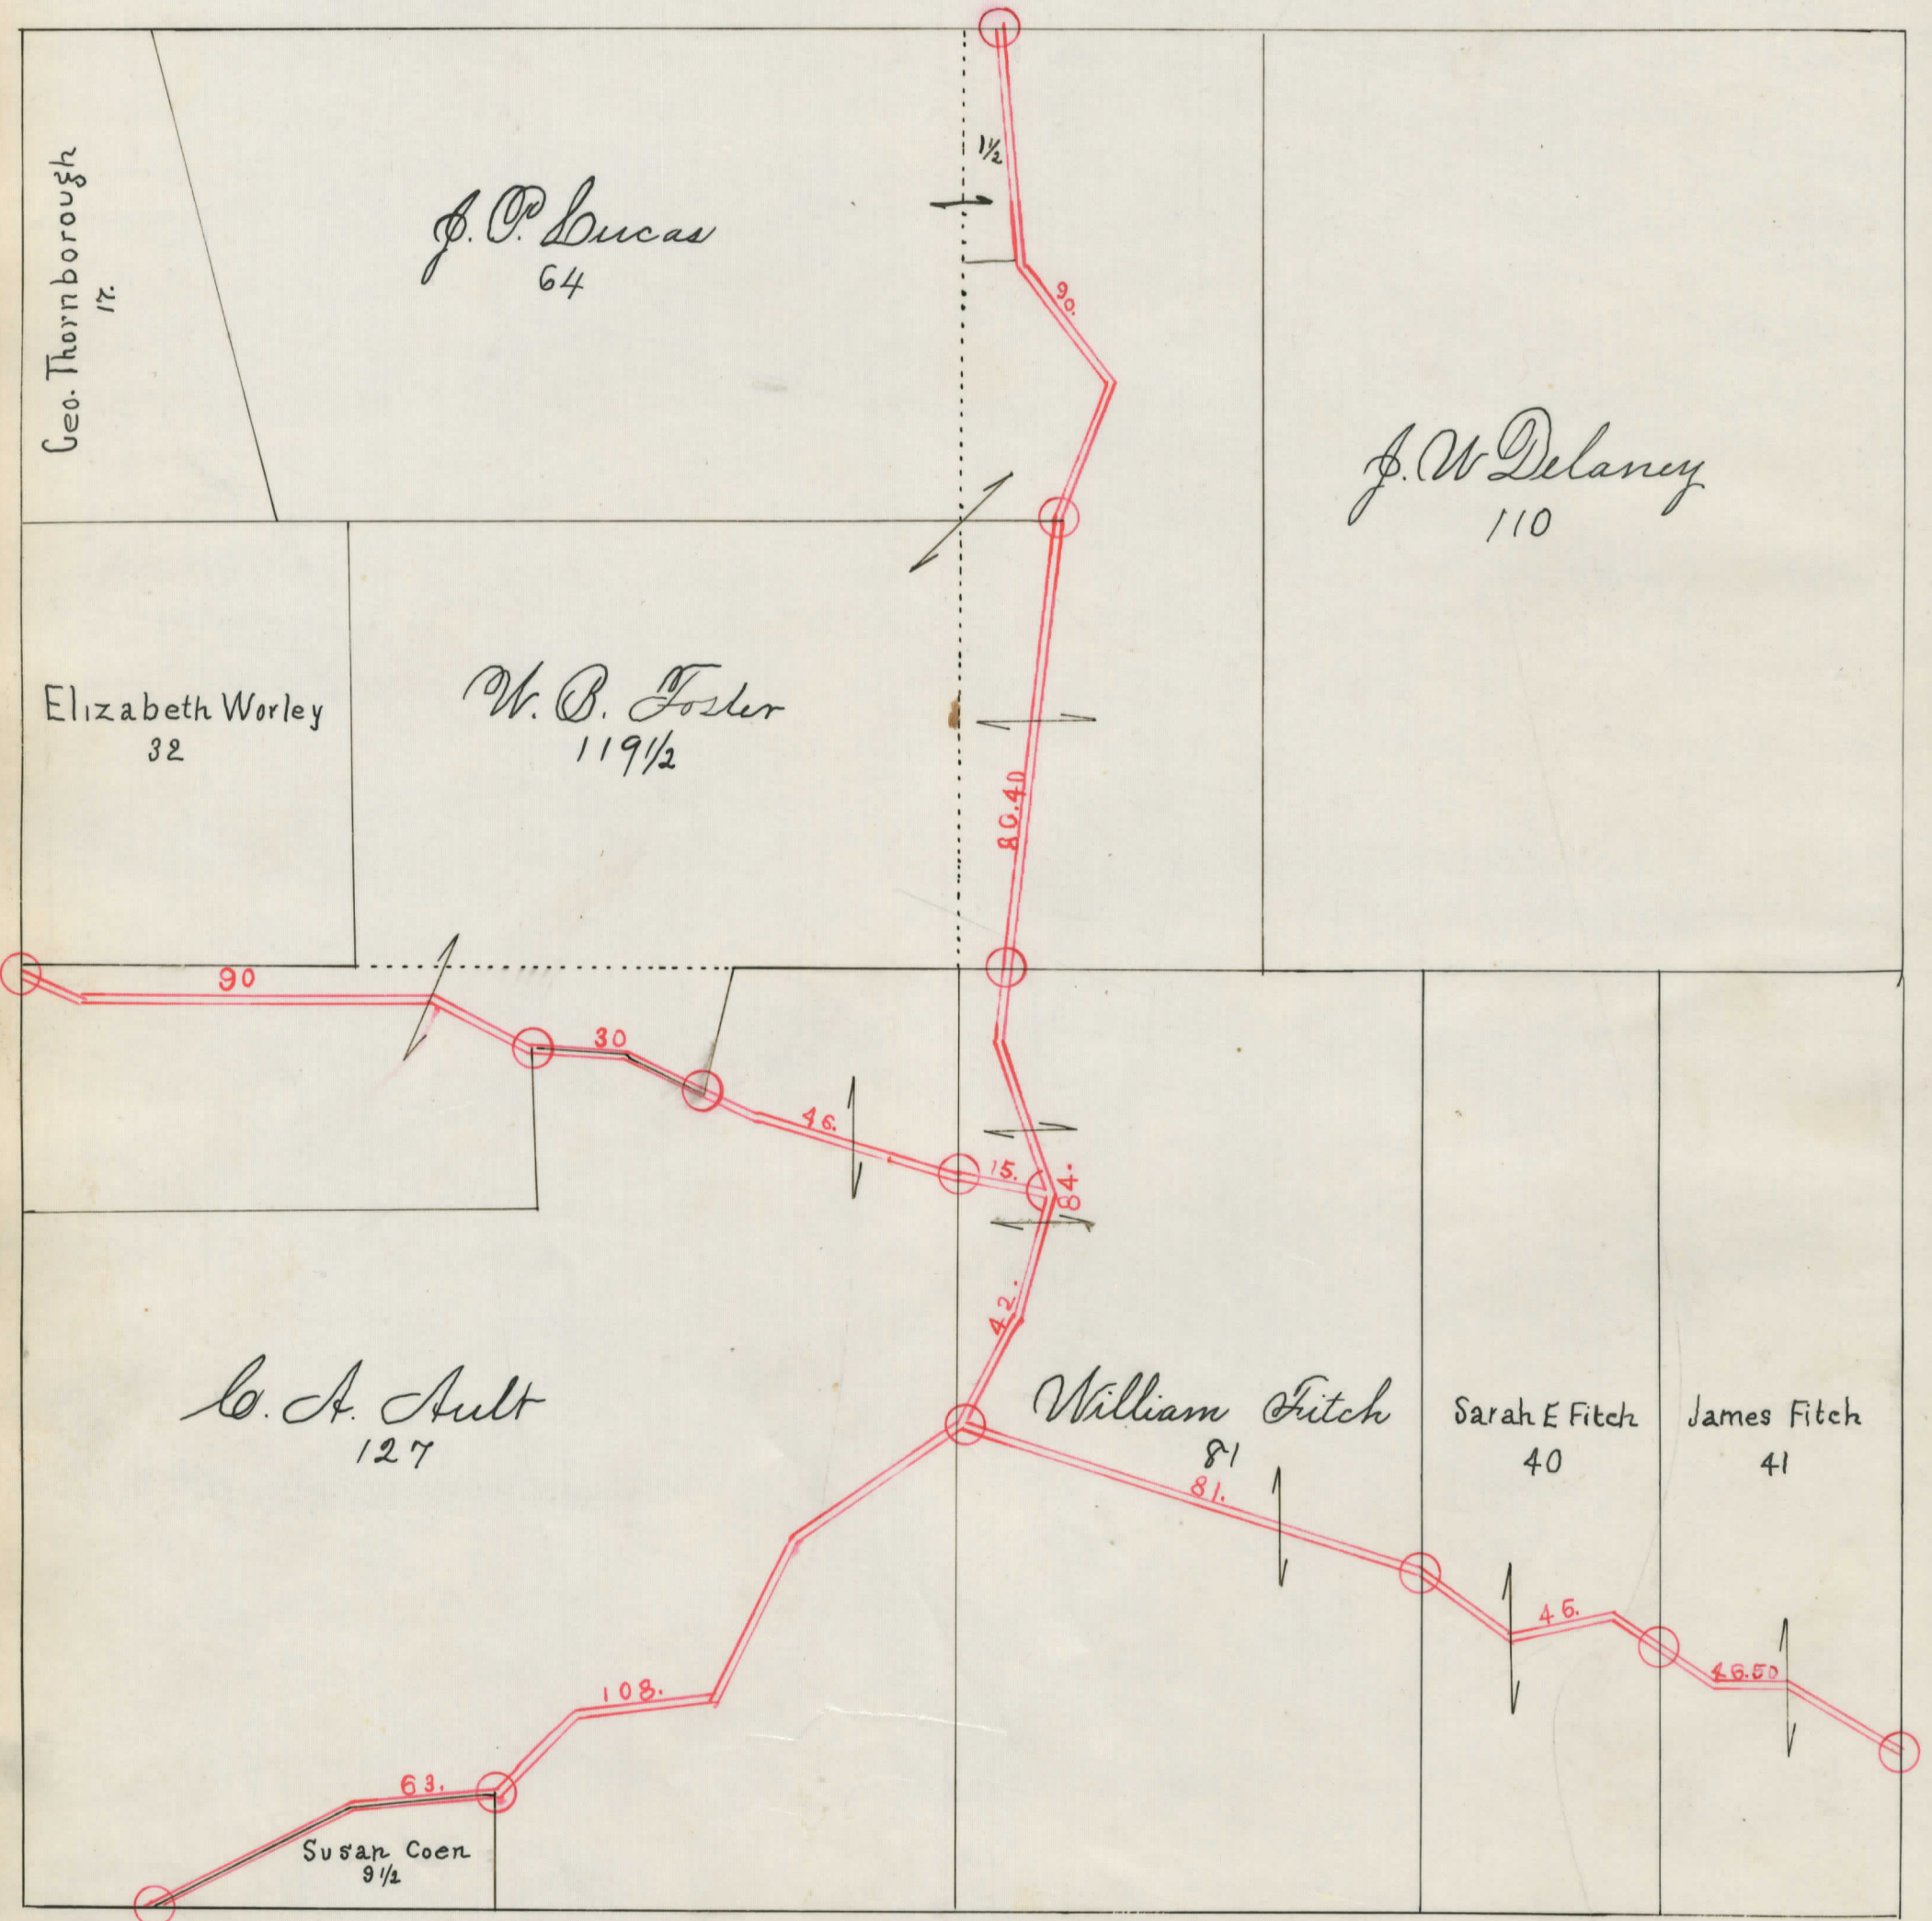 Geo. Thornborough
17.
J. P. Lucas
64
1½
90.
J. W Delaney
110
Elizabeth Worley
32
W. B. Foster
119½
80.40
90
30
46.
15.
84.
42.
C. A. Ault
127
William Fitch
81
81.
Sarah E Fitch
40
James Fitch
41
45.
46.50
108.
63.
Susan Coen
9½